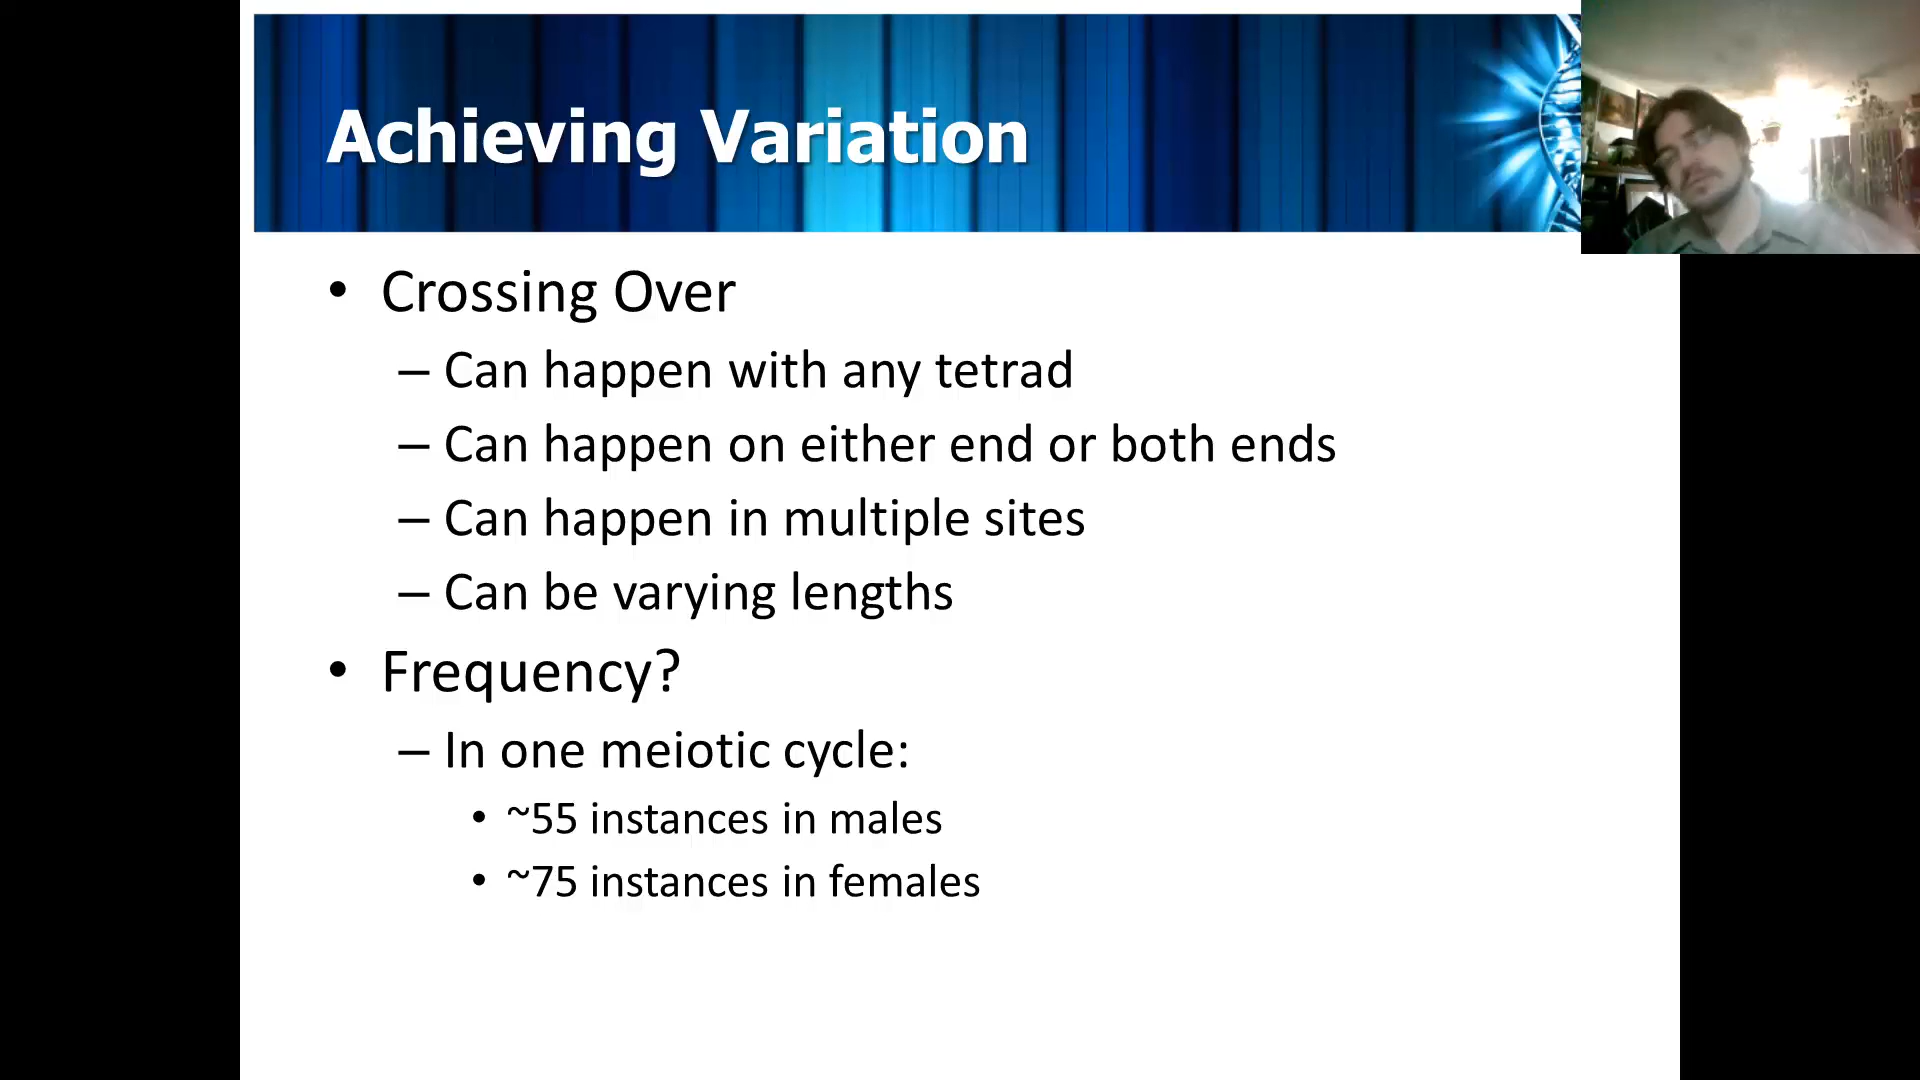 Achieving Variation
• Crossing Over
– Can happen with any tetrad
– Can happen on either end or both ends
– Can happen in multiple sites
– Can be varying lengths
• Frequency?
– In one meiotic cycle:
• ~55 instances in males
• ~75 instances in females